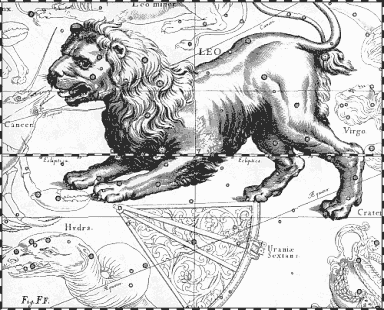 Leo minor
LEO
Cancer
Virgo
Ecliptica
Ecliptica
Crater
Hydra
Uraniæ
Sextans
Fig. FF.